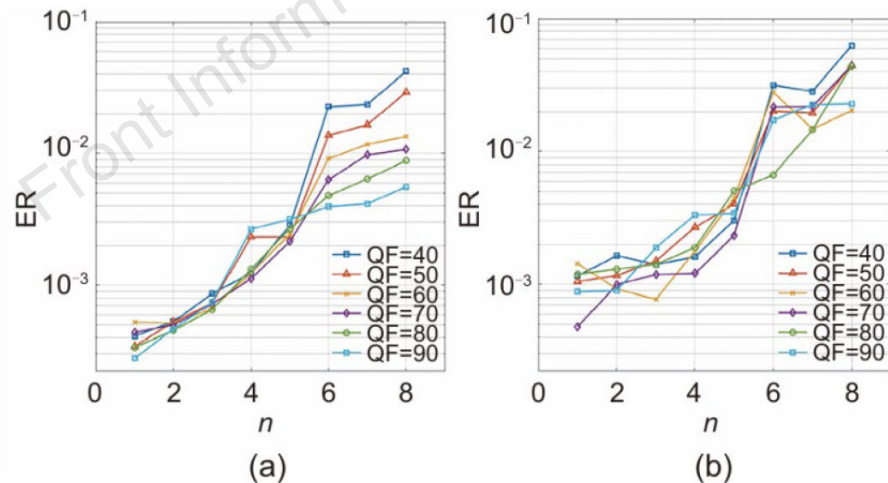 Front Inform
10⁻¹
10⁻²
10⁻³
ER
QF=40
QF=50
QF=60
QF=70
QF=80
QF=90
0 2 4 6 8
n
(a)
10⁻¹
10⁻²
10⁻³
ER
QF=40
QF=50
QF=60
QF=70
QF=80
QF=90
0 2 4 6 8
n
(b)